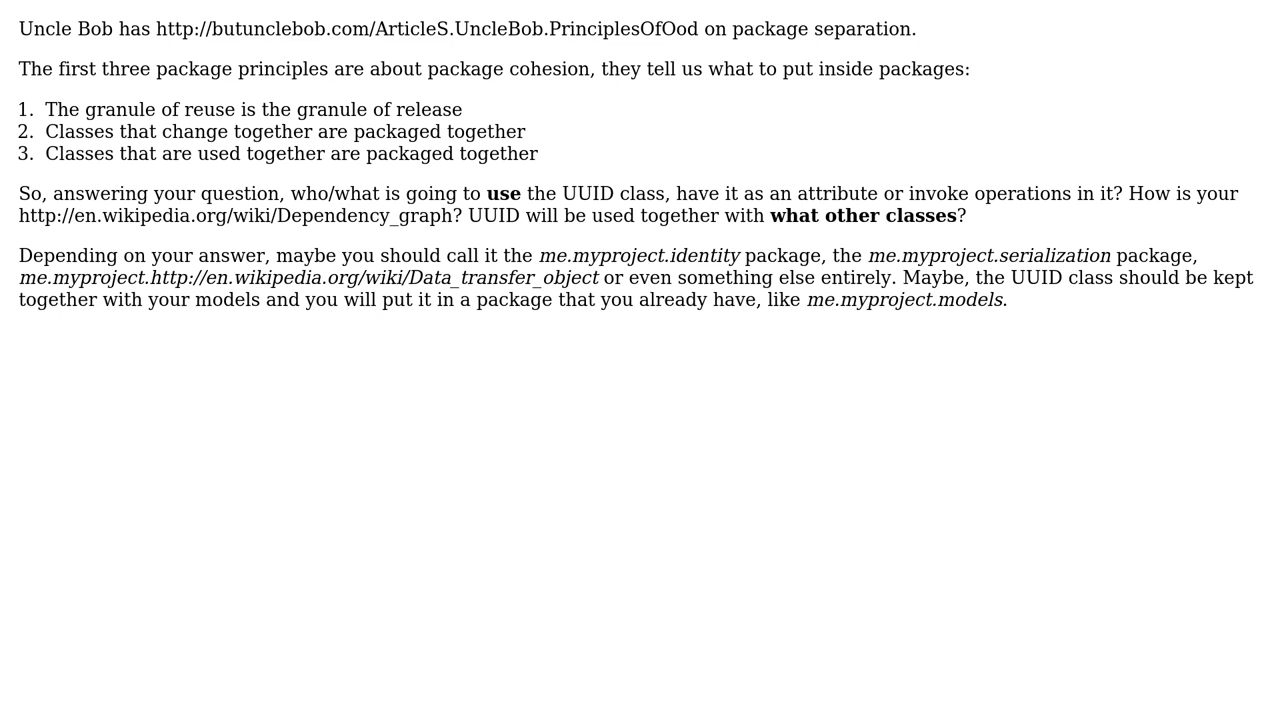 Uncle Bob has http://butunclebob.com/ArticleS.UncleBob.PrinciplesOfOod on package separation.
The first three package principles are about package cohesion, they tell us what to put inside packages:
1. The granule of reuse is the granule of release
2. Classes that change together are packaged together
3. Classes that are used together are packaged together
So, answering your question, who/what is going to use the UUID class, have it as an attribute or invoke operations in it? How is your
http://en.wikipedia.org/wiki/Dependency_graph? UUID will be used together with what other classes?
Depending on your answer, maybe you should call it the me.myproject.identity package, the me.myproject.serialization package,
me.myproject.http://en.wikipedia.org/wiki/Data_transfer_object or even something else entirely. Maybe, the UUID class should be kept
together with your models and you will put it in a package that you already have, like me.myproject.models.